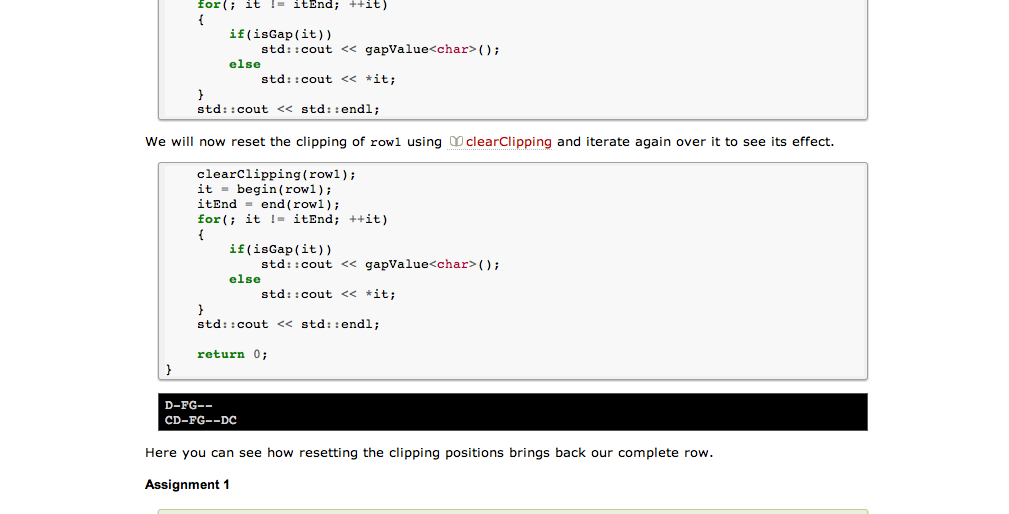 for(; it != itEnd; ++it)
{
if(isGap(it))
std::cout << gapValue<char>();
else
std::cout << *it;
}
std::cout << std::endl;
We will now reset the clipping of row1 using clearClipping and iterate again over it to see its effect.
clearClipping(row1);
it = begin(row1);
itEnd = end(row1);
for(; it != itEnd; ++it)
{
if(isGap(it))
std::cout << gapValue<char>();
else
std::cout << *it;
}
std::cout << std::endl;
return 0;
}
D-FG--
CD-FG--DC
Here you can see how resetting the clipping positions brings back our complete row.
Assignment 1